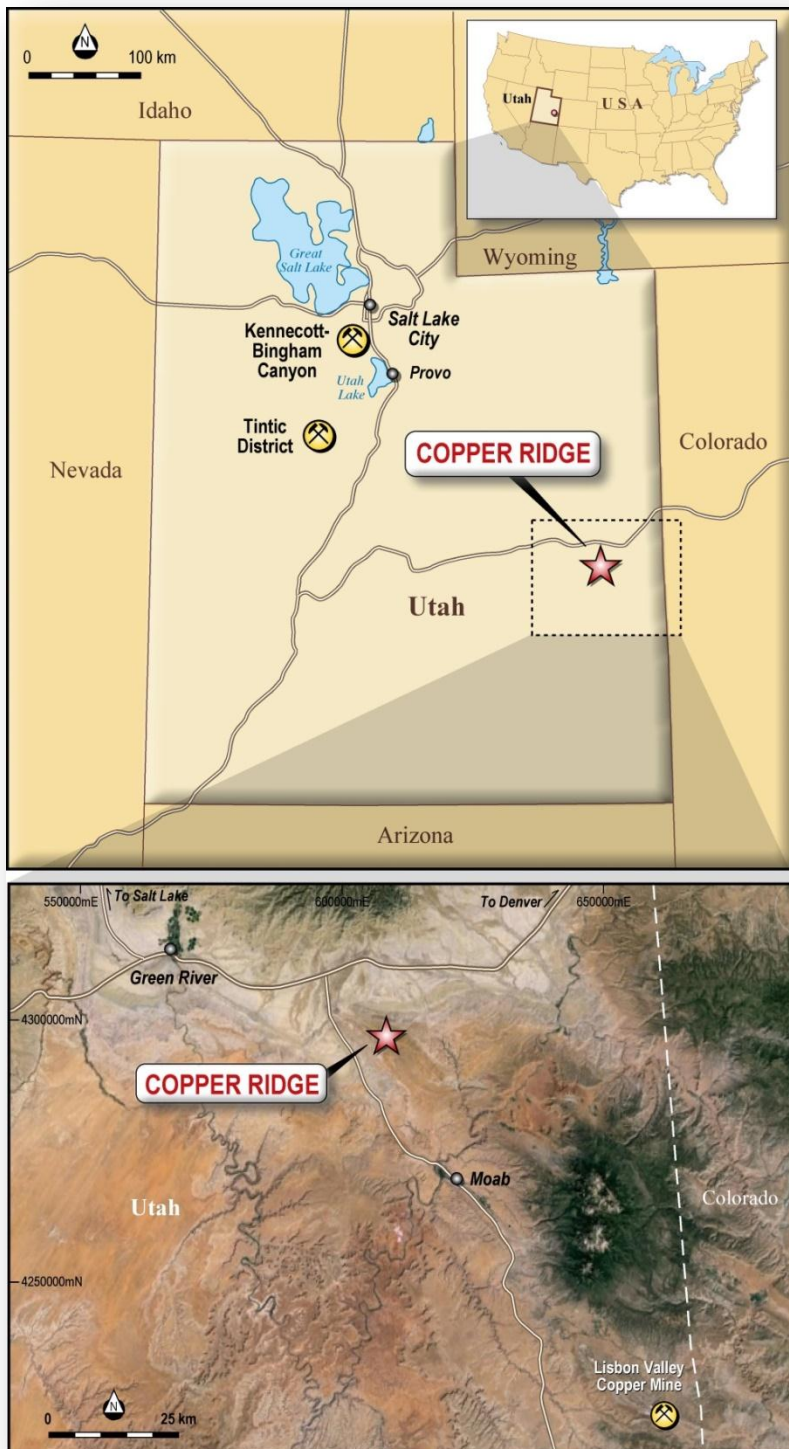 N
0 100 km
Idaho
Utah
U S A
Wyoming
Great
Salt Lake
Salt Lake
City
Kennecott-
Bingham
Canyon
Utah
Lake
Provo
Tintic
District
COPPER RIDGE
Colorado
Nevada
Utah
Arizona
550000mE
To Salt Lake
600000mE
To Denver
650000mE
Green River
4300000mN
COPPER RIDGE
Moab
Utah
Colorado
4250000mN
Lisbon Valley
Copper Mine
N
0 25 km